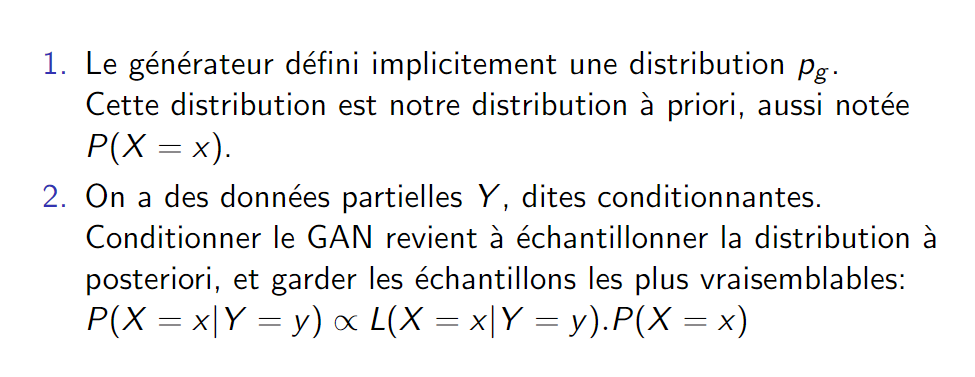 1. Le générateur défini implicitement une distribution p_g.
Cette distribution est notre distribution à priori, aussi notée
P(X = x).
2. On a des données partielles Y, dites conditionnantes.
Conditionner le GAN revient à échantillonner la distribution à
posteriori, et garder les échantillons les plus vraisemblables:
P(X = x|Y = y) ∝ L(X = x|Y = y).P(X = x)